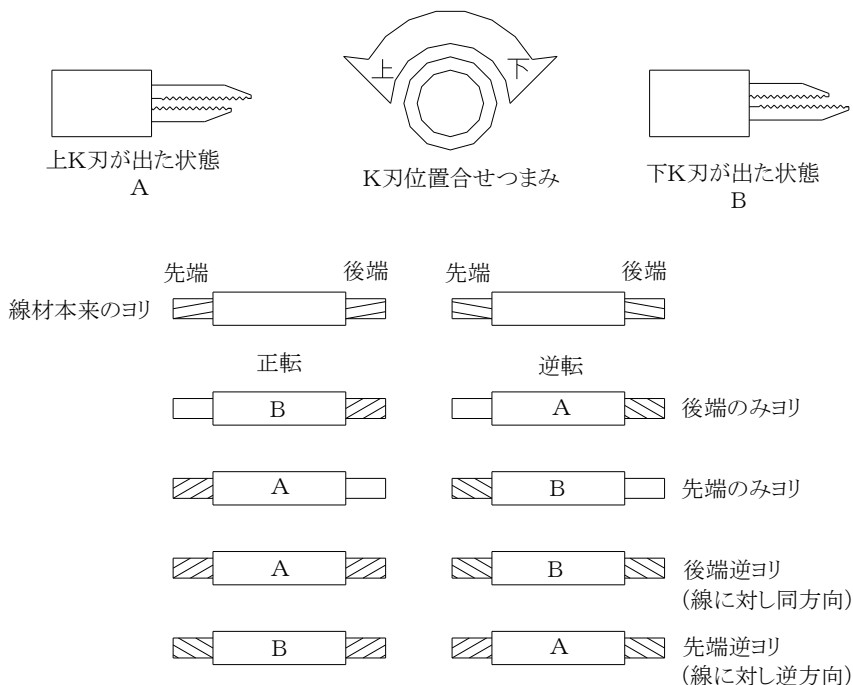 上
下
上K刃が出た状態
A
K刃位置合せつまみ
下K刃が出た状態
B
先端
後端
先端
後端
線材本来のヨリ
正転
逆転
B
A
後端のみヨリ
A
B
先端のみヨリ
A
B
後端逆ヨリ
(線に対し同方向)
B
A
先端逆ヨリ
(線に対し逆方向)